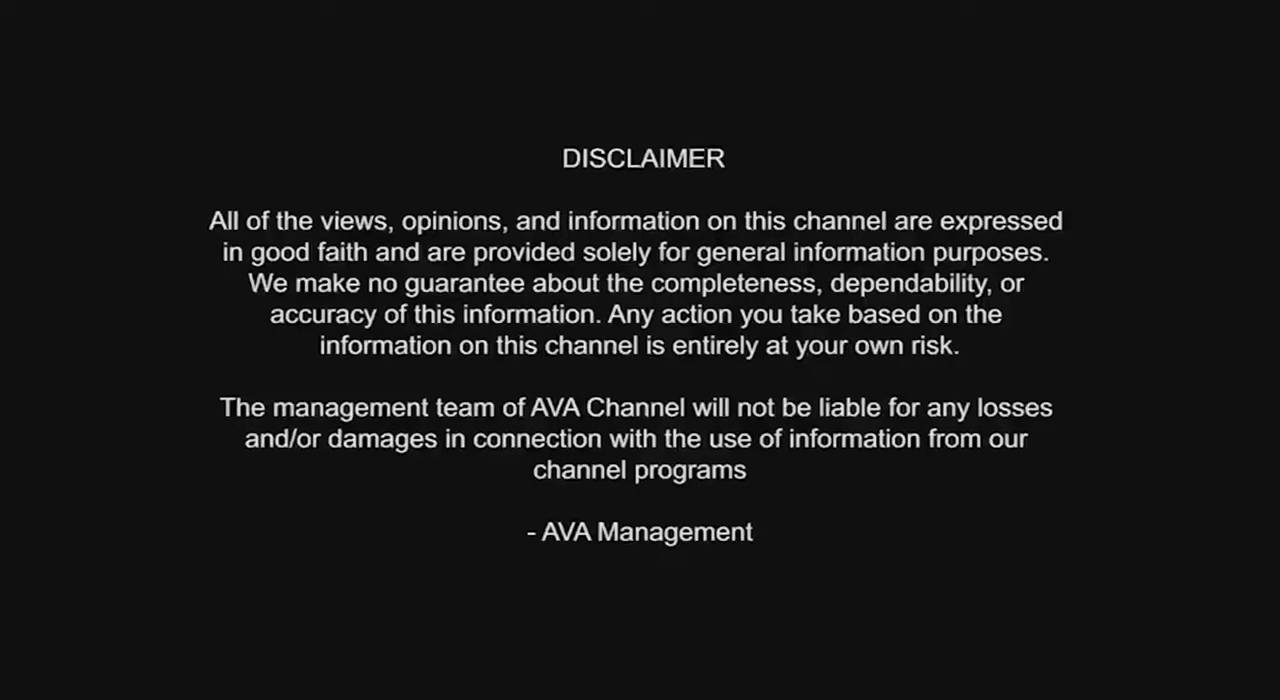 DISCLAIMER
All of the views, opinions, and information on this channel are expressed
in good faith and are provided solely for general information purposes.
We make no guarantee about the completeness, dependability, or
accuracy of this information. Any action you take based on the
information on this channel is entirely at your own risk.
The management team of AVA Channel will not be liable for any losses
and/or damages in connection with the use of information from our
channel programs
- AVA Management